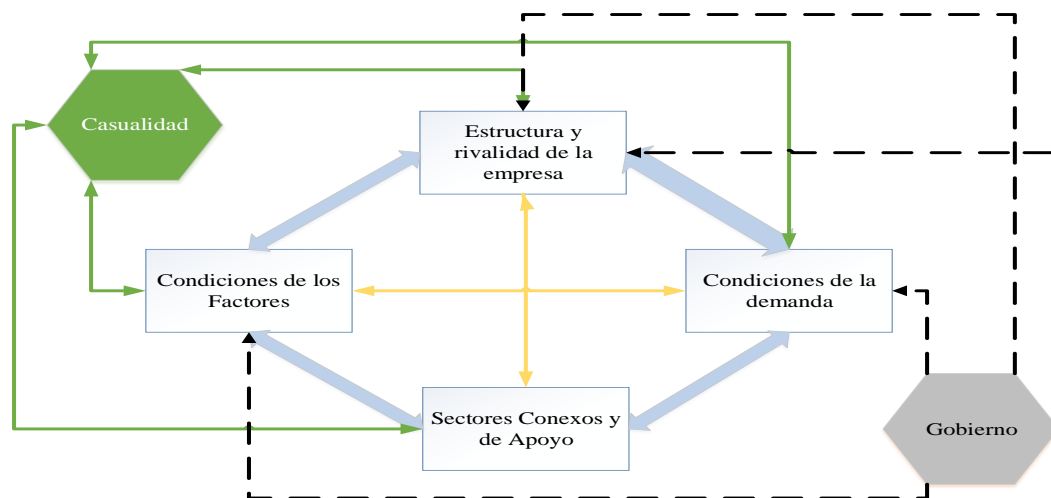 Casualidad
Estructura y
rivalidad de la
empresa
Condiciones de los
Factores
Condiciones de la
demanda
Sectores Conexos y
de Apoyo
Gobierno